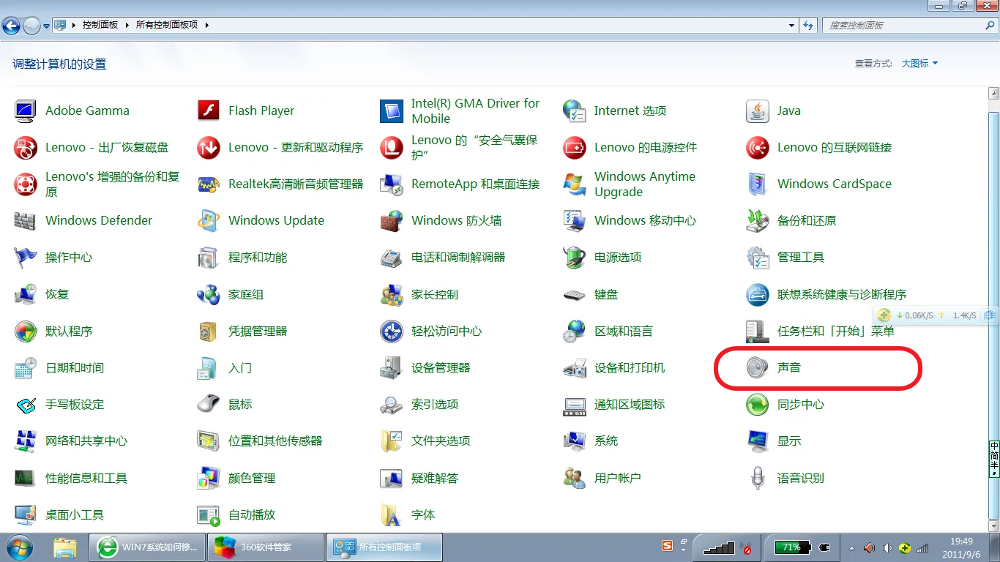 控制面板 所有控制面板项
搜索控制面板
调整计算机的设置
查看方式: 大图标
Adobe Gamma
Flash Player
Intel(R) GMA Driver for
Mobile
Internet 选项
Java
Lenovo - 出厂恢复磁盘
Lenovo - 更新和驱动程序
Lenovo 的“安全气囊保
护“
Lenovo 的电源控件
Lenovo 的互联网链接
Lenovo's 增强的备份和复
原
Realtek高清晰音频管理器
RemoteApp 和桌面连接
Windows Anytime
Upgrade
Windows CardSpace
Windows Defender
Windows Update
Windows 防火墙
Windows 移动中心
备份和还原
操作中心
程序和功能
电话和调制解调器
电源选项
管理工具
恢复
家庭组
家长控制
键盘
联想系统健康与诊断程序
0.06K/S 1.4K/S
默认程序
凭据管理器
轻松访问中心
区域和语言
任务栏和「开始」菜单
日期和时间
入门
设备管理器
设备和打印机
声音
手写板设定
鼠标
索引选项
通知区域图标
同步中心
网络和共享中心
位置和其他传感器
文件夹选项
系统
显示
中
简
半
，
性能信息和工具
颜色管理
疑难解答
用户帐户
语音识别
桌面小工具
自动播放
字体
WIN7系统如何修...
360软件管家
所有控制面板项
S
71%
19:49
2011/9/6